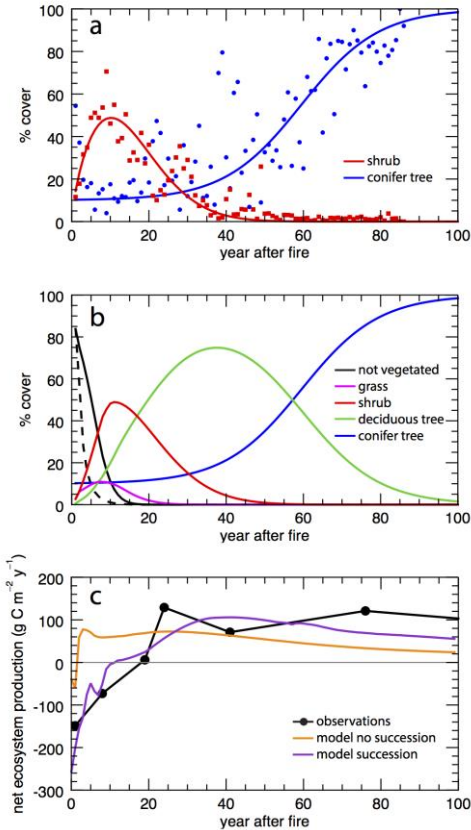 a
100
80
60
40
20
0
% cover
shrub
conifer tree
0 20 40 60 80 100
year after fire
b
100
80
60
40
20
0
% cover
not vegetated
grass
shrub
deciduous tree
conifer tree
0 20 40 60 80 100
year after fire
c
200
100
0
-100
-200
-300
net ecosystem production (g C m⁻² y⁻¹)
observations
model no succession
model succession
0 20 40 60 80 100
year after fire